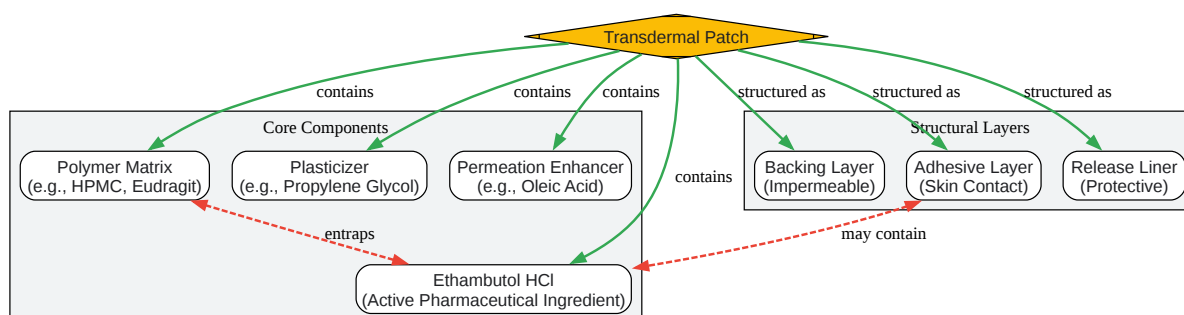 Transdermal Patch
contains
contains
contains
structured as
structured as
structured as
Core Components
Structural Layers
Polymer Matrix
(e.g., HPMC, Eudragit)
Plasticizer
(e.g., Propylene Glycol)
Permeation Enhancer
(e.g., Oleic Acid)
Backing Layer
(Impermeable)
Adhesive Layer
(Skin Contact)
Release Liner
(Protective)
contains
entraps
may contain
Ethambutol HCl
(Active Pharmaceutical Ingredient)